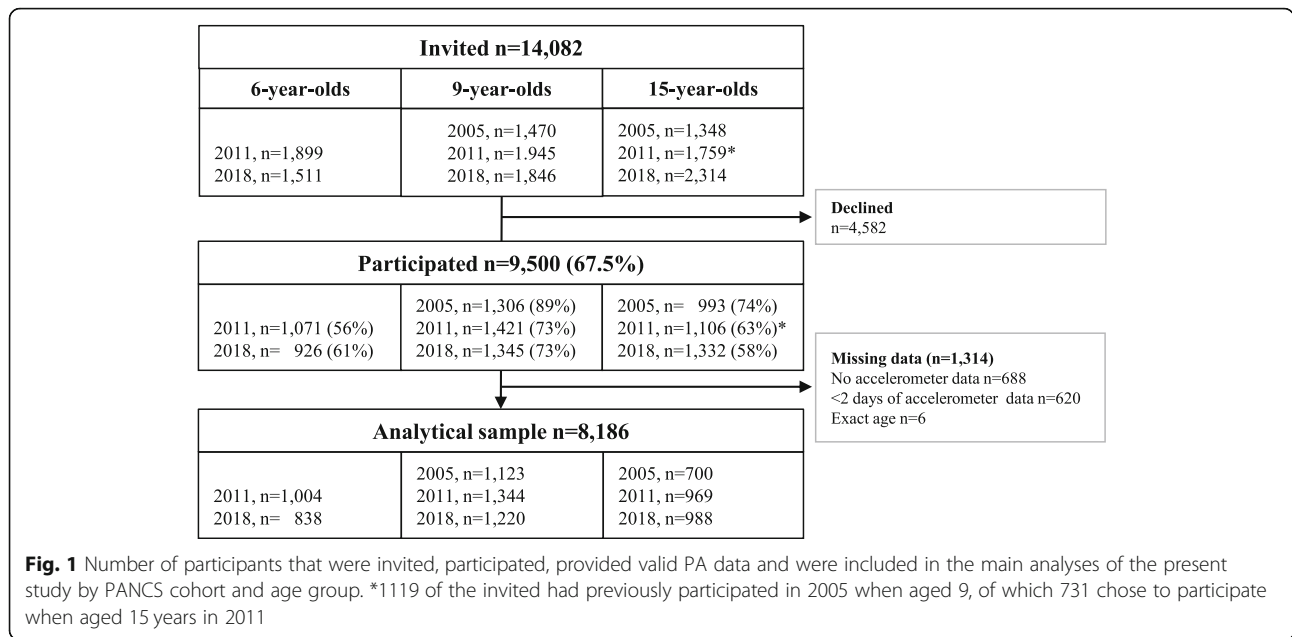 Invited n=14,082
6-year-olds 9-year-olds 15-year-olds
2005, n=1,470 2005, n=1,348
2011, n=1,899 2011, n=1.945 2011, n=1,759*
2018, n=1,511 2018, n=1,846 2018, n=2,314
Declined
n=4,582
Participated n=9,500 (67.5%)
2005, n=1,306 (89%) 2005, n= 993 (74%)
2011, n=1,071 (56%) 2011, n=1,421 (73%) 2011, n=1,106 (63%)*
2018, n= 926 (61%) 2018, n=1,345 (73%) 2018, n=1,332 (58%)
Missing data (n=1,314)
No accelerometer data n=688
<2 days of accelerometer data n=620
Exact age n=6
Analytical sample n=8,186
2005, n=1,123 2005, n=700
2011, n=1,004 2011, n=1,344 2011, n=969
2018, n= 838 2018, n=1,220 2018, n=988
Fig. 1 Number of participants that were invited, participated, provided valid PA data and were included in the main analyses of the present
study by PANCS cohort and age group. *1119 of the invited had previously participated in 2005 when aged 9, of which 731 chose to participate
when aged 15 years in 2011